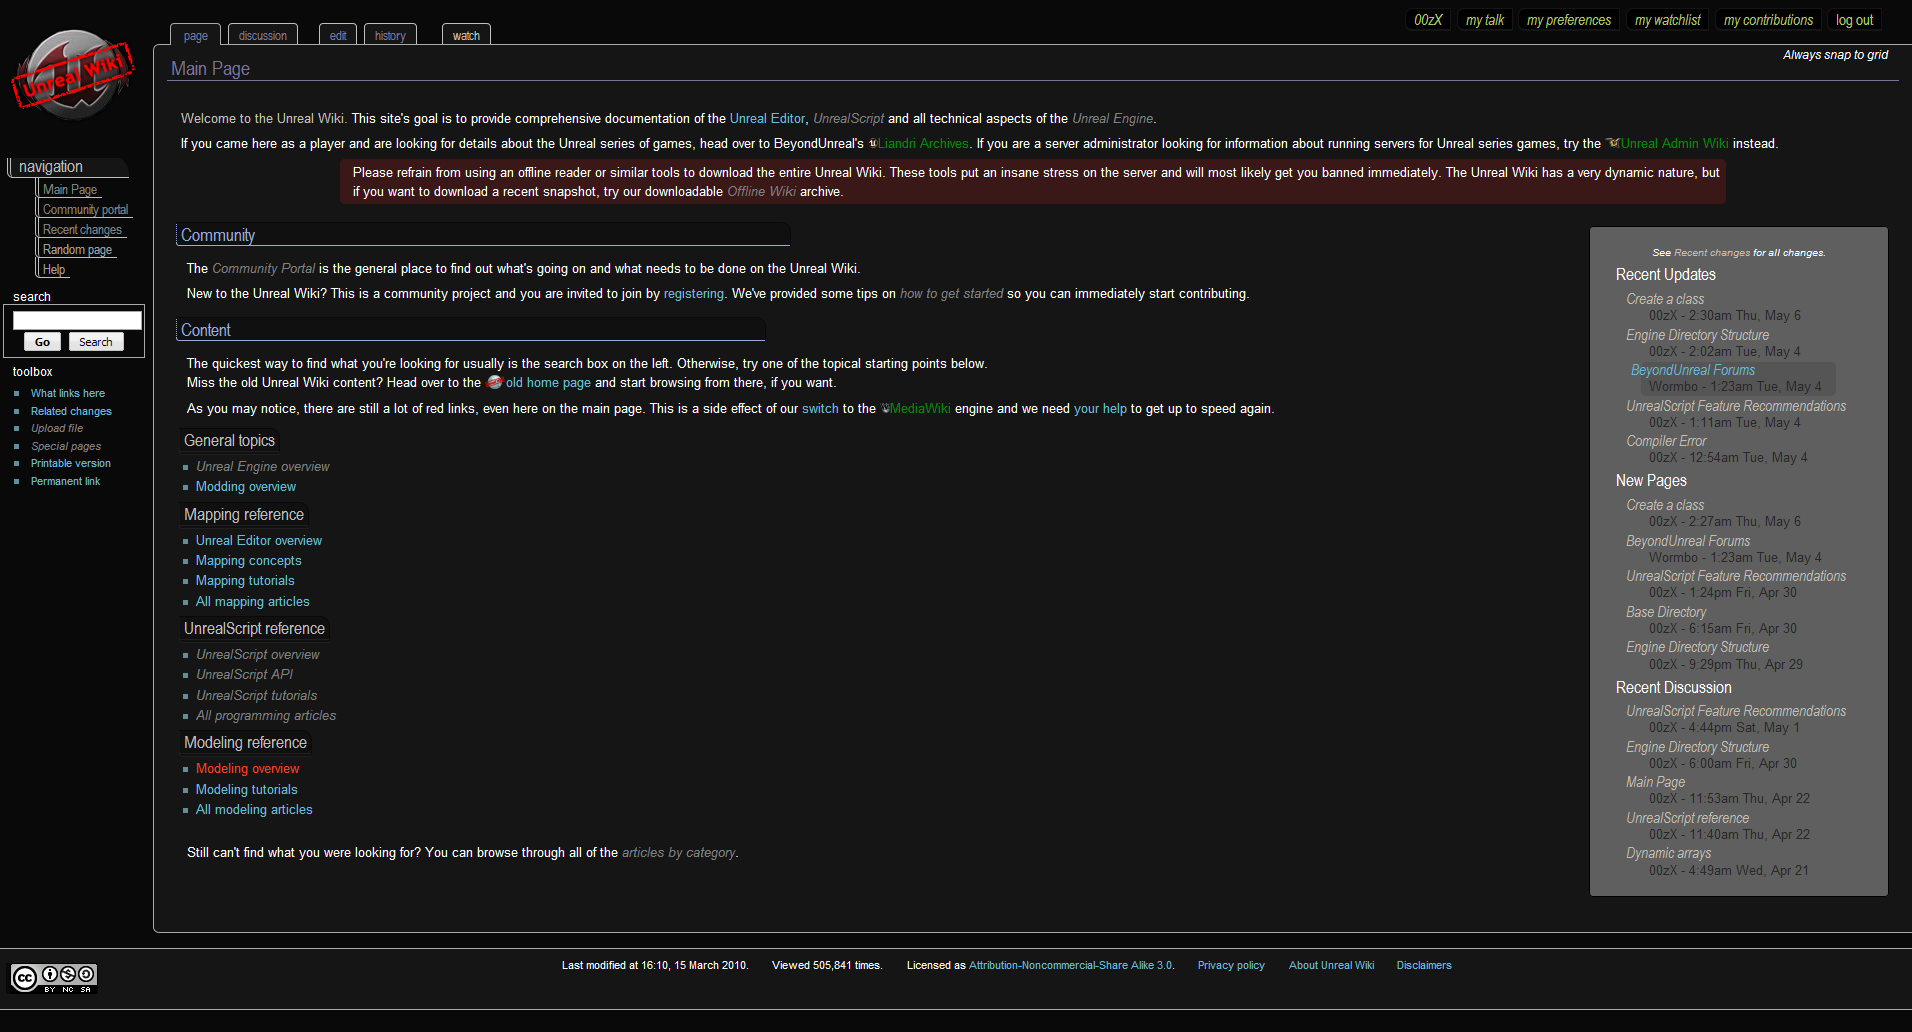 00zX my talk my preferences my watchlist my contributions log out
page discussion edit history watch
Always snap to grid
Unreal Wiki
Main Page
Welcome to the Unreal Wiki. This site's goal is to provide comprehensive documentation of the Unreal Editor, UnrealScript and all technical aspects of the Unreal Engine.
If you came here as a player and are looking for details about the Unreal series of games, head over to BeyondUnreal's Liandri Archives. If you are a server administrator looking for information about running servers for Unreal series games, try the Unreal Admin Wiki instead.
Please refrain from using an offline reader or similar tools to download the entire Unreal Wiki. These tools put an insane stress on the server and will most likely get you banned immediately. The Unreal Wiki has a very dynamic nature, but
if you want to download a recent snapshot, try our downloadable Offline Wiki archive.
navigation
Main Page
Community portal
Recent changes
Random page
Help
search
Go Search
toolbox
What links here
Related changes
Upload file
Special pages
Printable version
Permanent link
Community
The Community Portal is the general place to find out what's going on and what needs to be done on the Unreal Wiki.
New to the Unreal Wiki? This is a community project and you are invited to join by registering. We've provided some tips on how to get started so you can immediately start contributing.
Content
The quickest way to find what you're looking for usually is the search box on the left. Otherwise, try one of the topical starting points below.
Miss the old Unreal Wiki content? Head over to the old home page and start browsing from there, if you want.
As you may notice, there are still a lot of red links, even here on the main page. This is a side effect of our switch to the MediaWiki engine and we need your help to get up to speed again.
General topics
Unreal Engine overview
Modding overview
Mapping reference
Unreal Editor overview
Mapping concepts
Mapping tutorials
All mapping articles
UnrealScript reference
UnrealScript overview
UnrealScript API
UnrealScript tutorials
All programming articles
Modeling reference
Modeling overview
Modeling tutorials
All modeling articles
Still can't find what you were looking for? You can browse through all of the articles by category.
See Recent changes for all changes.
Recent Updates
Create a class
00zX - 2:30am Thu, May 6
Engine Directory Structure
00zX - 2:02am Tue, May 4
BeyondUnreal Forums
Wormbo - 1:23am Tue, May 4
UnrealScript Feature Recommendations
00zX - 1:11am Tue, May 4
Compiler Error
00zX - 12:54am Tue, May 4
New Pages
Create a class
00zX - 2:27am Thu, May 6
BeyondUnreal Forums
Wormbo - 1:23am Tue, May 4
UnrealScript Feature Recommendations
00zX - 1:24pm Fri, Apr 30
Base Directory
00zX - 6:15am Fri, Apr 30
Engine Directory Structure
00zX - 9:29pm Thu, Apr 29
Recent Discussion
UnrealScript Feature Recommendations
00zX - 4:44pm Sat, May 1
Engine Directory Structure
00zX - 6:00am Fri, Apr 30
Main Page
00zX - 11:53am Thu, Apr 22
UnrealScript reference
00zX - 11:40am Thu, Apr 22
Dynamic arrays
00zX - 4:49am Wed, Apr 21
Last modified at 16:10, 15 March 2010. Viewed 505,841 times. Licensed as Attribution-Noncommercial-Share Alike 3.0. Privacy policy About Unreal Wiki Disclaimers
cc
BY NC SA